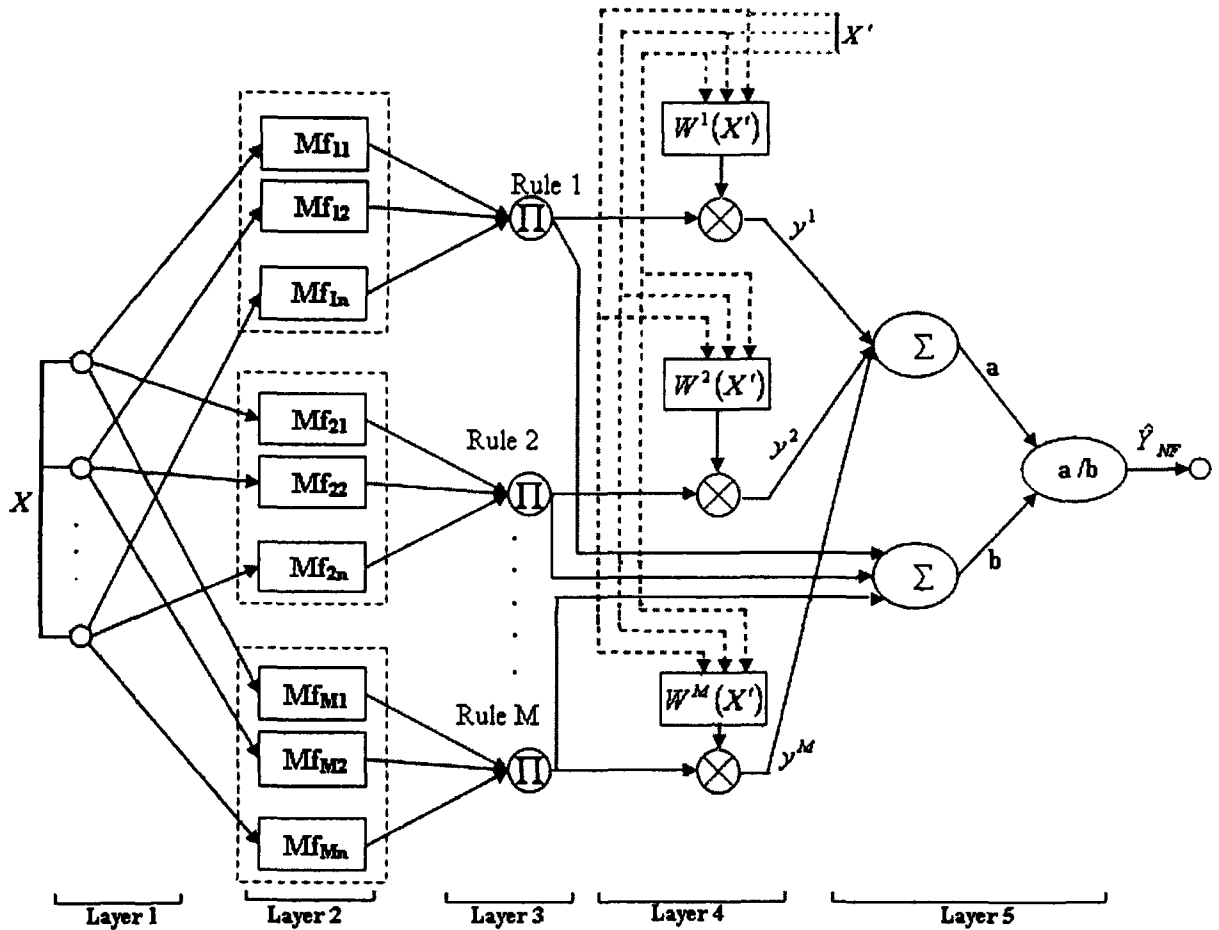 X'
W¹(X')
Mf₁₁
Mf₁₂
Mf₁ₙ
Rule 1
Π
y¹
X
Mf₂₁
Mf₂₂
Mf₂ₙ
Rule 2
Π
W²(X')
y²
Σ
a
a/b
Ŷ_NF
Σ
b
Mf_M1
Mf_M2
Mf_Mn
Rule M
Π
W^M(X')
y^M
Layer 1
Layer 2
Layer 3
Layer 4
Layer 5